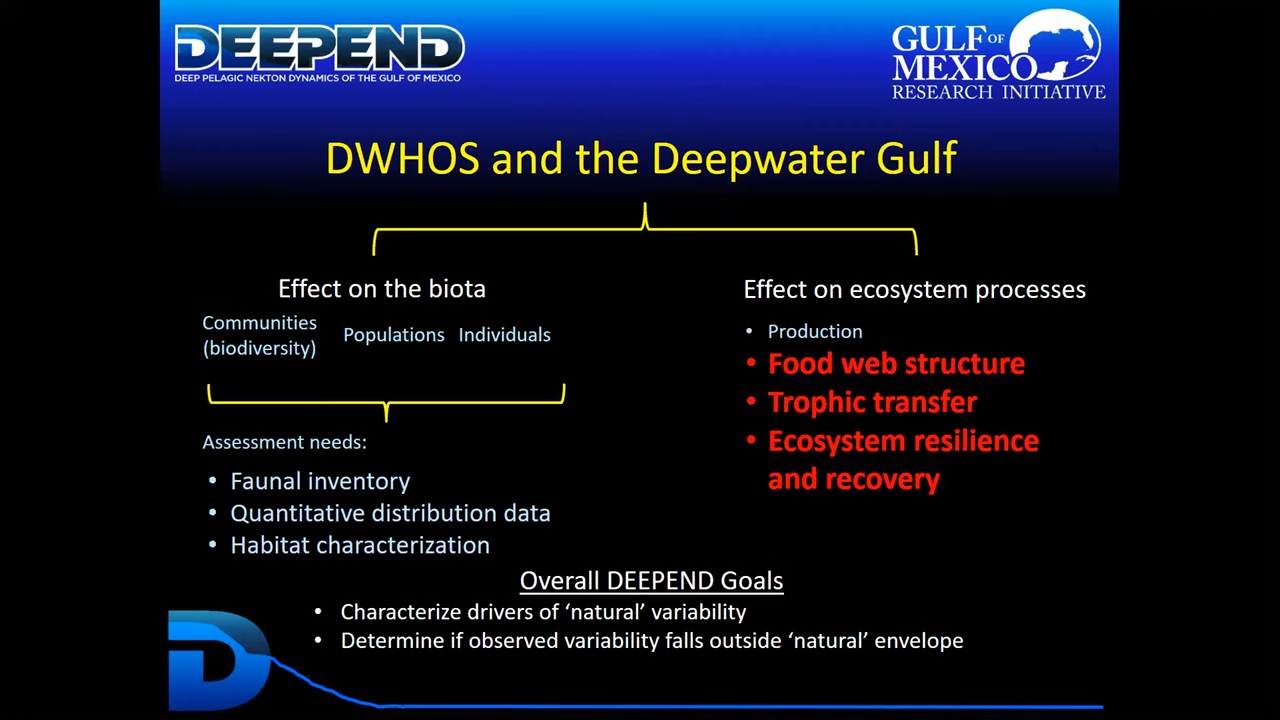 DEEPEND
DEEP PELAGIC NEKTON DYNAMICS OF THE GULF OF MEXICO
GULF OF
MEXICO
RESEARCH INITIATIVE
DWHOS and the Deepwater Gulf
Effect on the biota
Communities
(biodiversity)
Populations
Individuals
Assessment needs:
• Faunal inventory
• Quantitative distribution data
• Habitat characterization
Effect on ecosystem processes
• Production
• Food web structure
• Trophic transfer
• Ecosystem resilience
and recovery
Overall DEEPEND Goals
• Characterize drivers of ‘natural’ variability
• Determine if observed variability falls outside ‘natural’ envelope
D